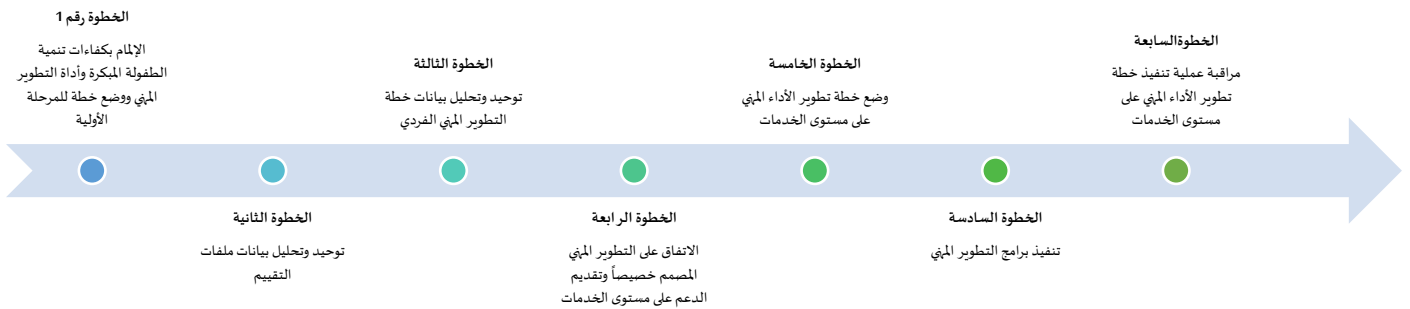 الخطوة رقم 1
الإلمام بكفاءات تنمية
الطفولة المبكرة وأداة التطوير
المهني ووضع خطة للمرحلة
الأولية
الخطوة الثانية
توحيد وتحليل بيانات ملفات
التقييم
الخطوة الثالثة
توحيد وتحليل بيانات خطة
التطوير المهني الفردي
الخطوة الرابعة
الاتفاق على التطوير المهني
المصمم خصيصاً وتقديم
الدعم على مستوى الخدمات
الخطوة الخامسة
وضع خطة تطوير الأداء المهني
على مستوى الخدمات
الخطوة السادسة
تنفيذ برامج التطوير المهني
الخطوةالسابعة
مراقبة عملية تنفيذ خطة
تطوير الأداء المهني على
مستوى الخدمات